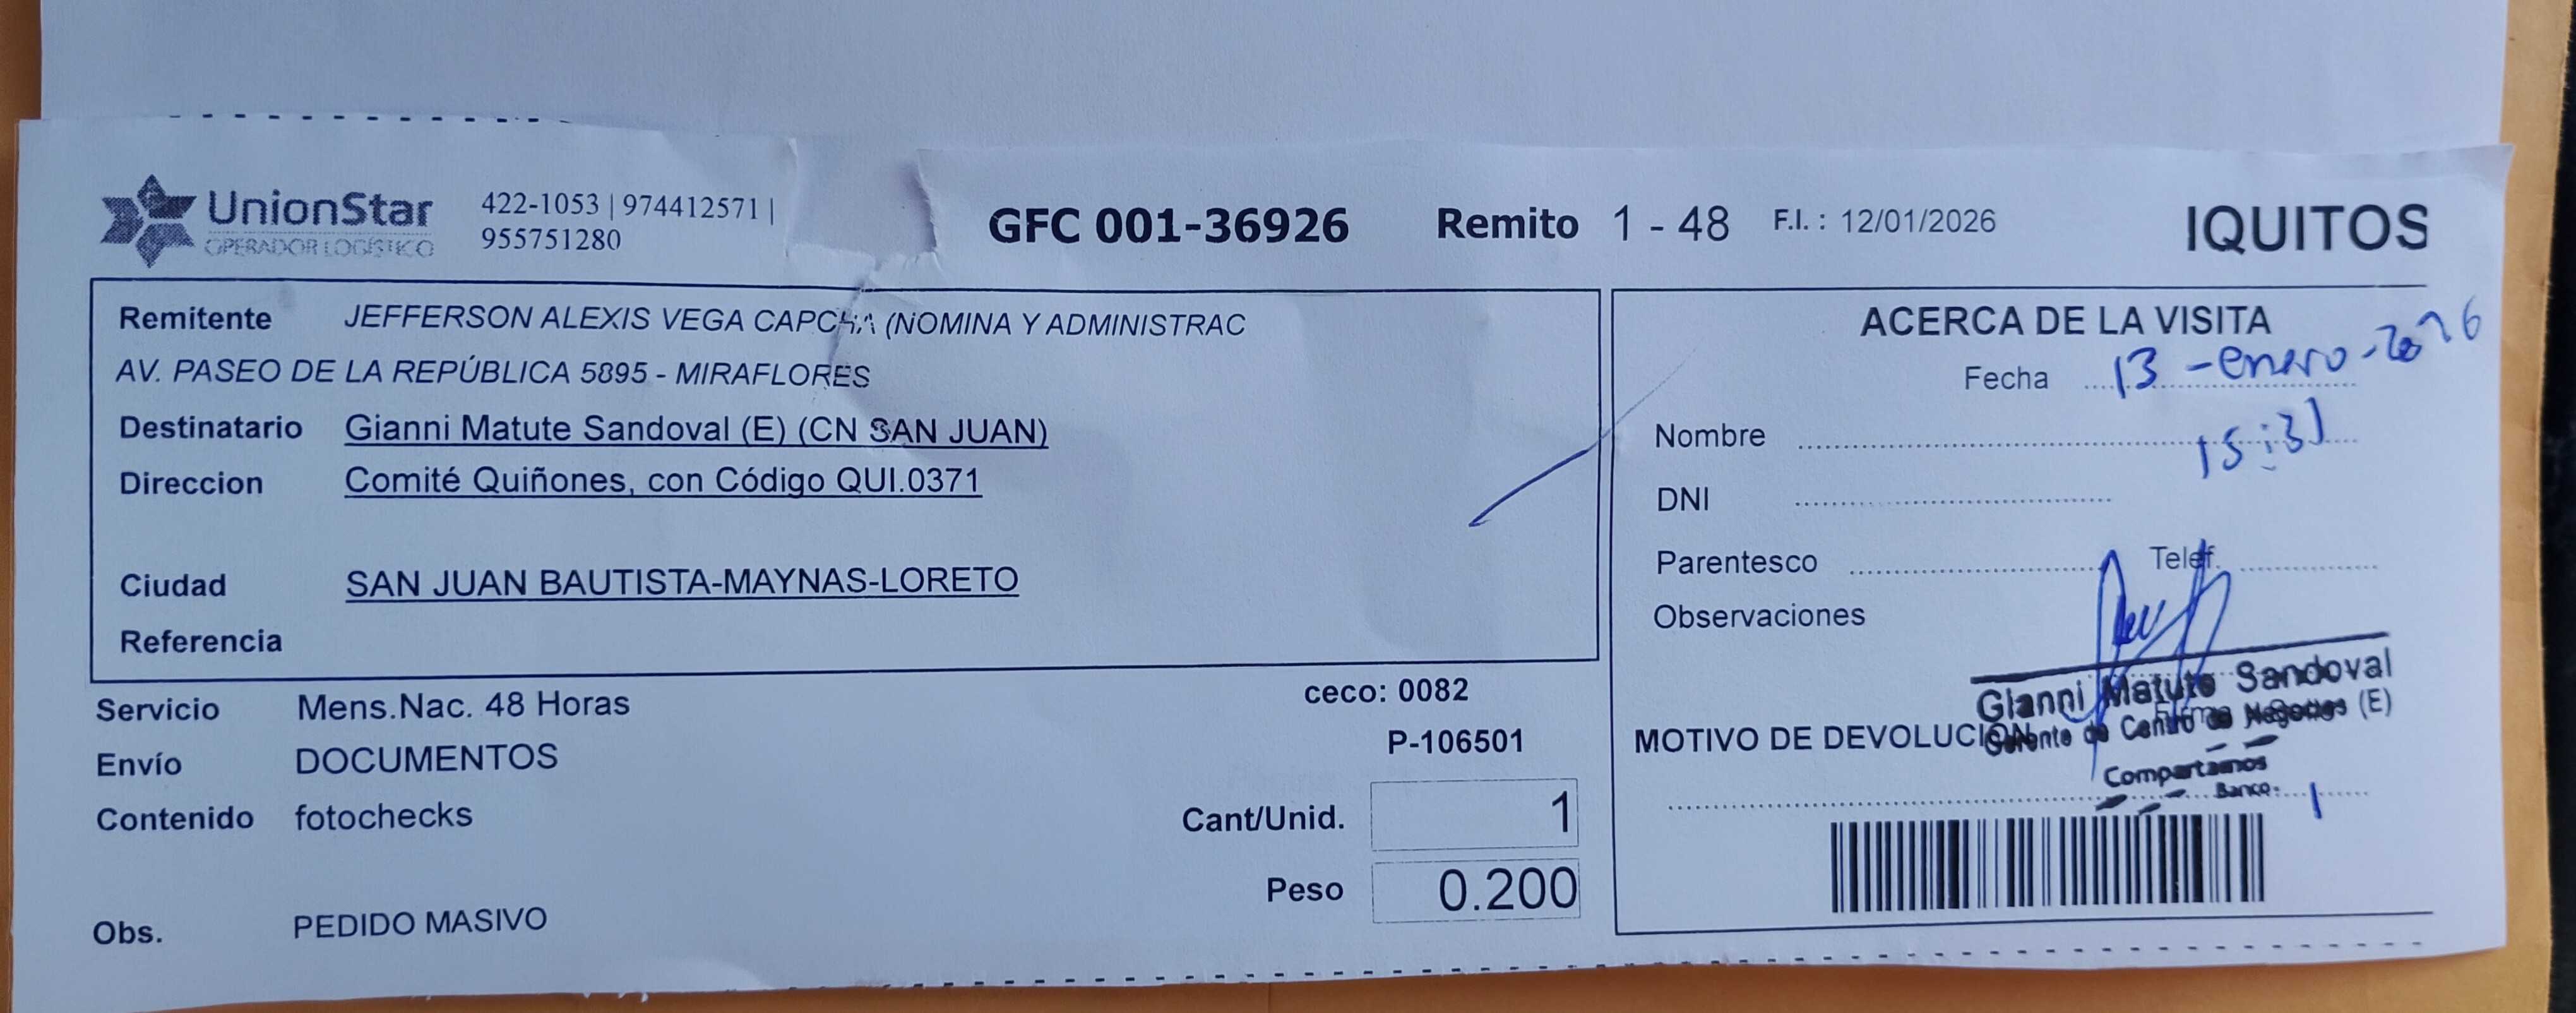 UnionStar
OPERADOR LOGÍSTICO
422-1053 | 974412571 |
955751280
GFC 001-36926 Remito 1 - 48 F.I. : 12/01/2026 IQUITOS
Remitente JEFFERSON ALEXIS VEGA CAPCHA (NOMINA Y ADMINISTRAC
AV. PASEO DE LA REPÚBLICA 5895 - MIRAFLORES
Destinatario Gianni Matute Sandoval (E) (CN SAN JUAN)
Direccion Comité Quiñones, con Código QUI.0371
Ciudad SAN JUAN BAUTISTA-MAYNAS-LORETO
Referencia
Servicio Mens.Nac. 48 Horas
Envío DOCUMENTOS
Contenido fotochecks
Obs. PEDIDO MASIVO
ceco: 0082
P-106501
Cant/Unid. 1
Peso 0.200
ACERCA DE LA VISITA
Fecha 13 - enero - 2026
Nombre 15:31
DNI
Parentesco Telef.
Observaciones
Gianni Matute Sandoval
Gerente de Centro de Negocios (E)
Firma
MOTIVO DE DEVOLUCIÓN
Compartamos
Banco